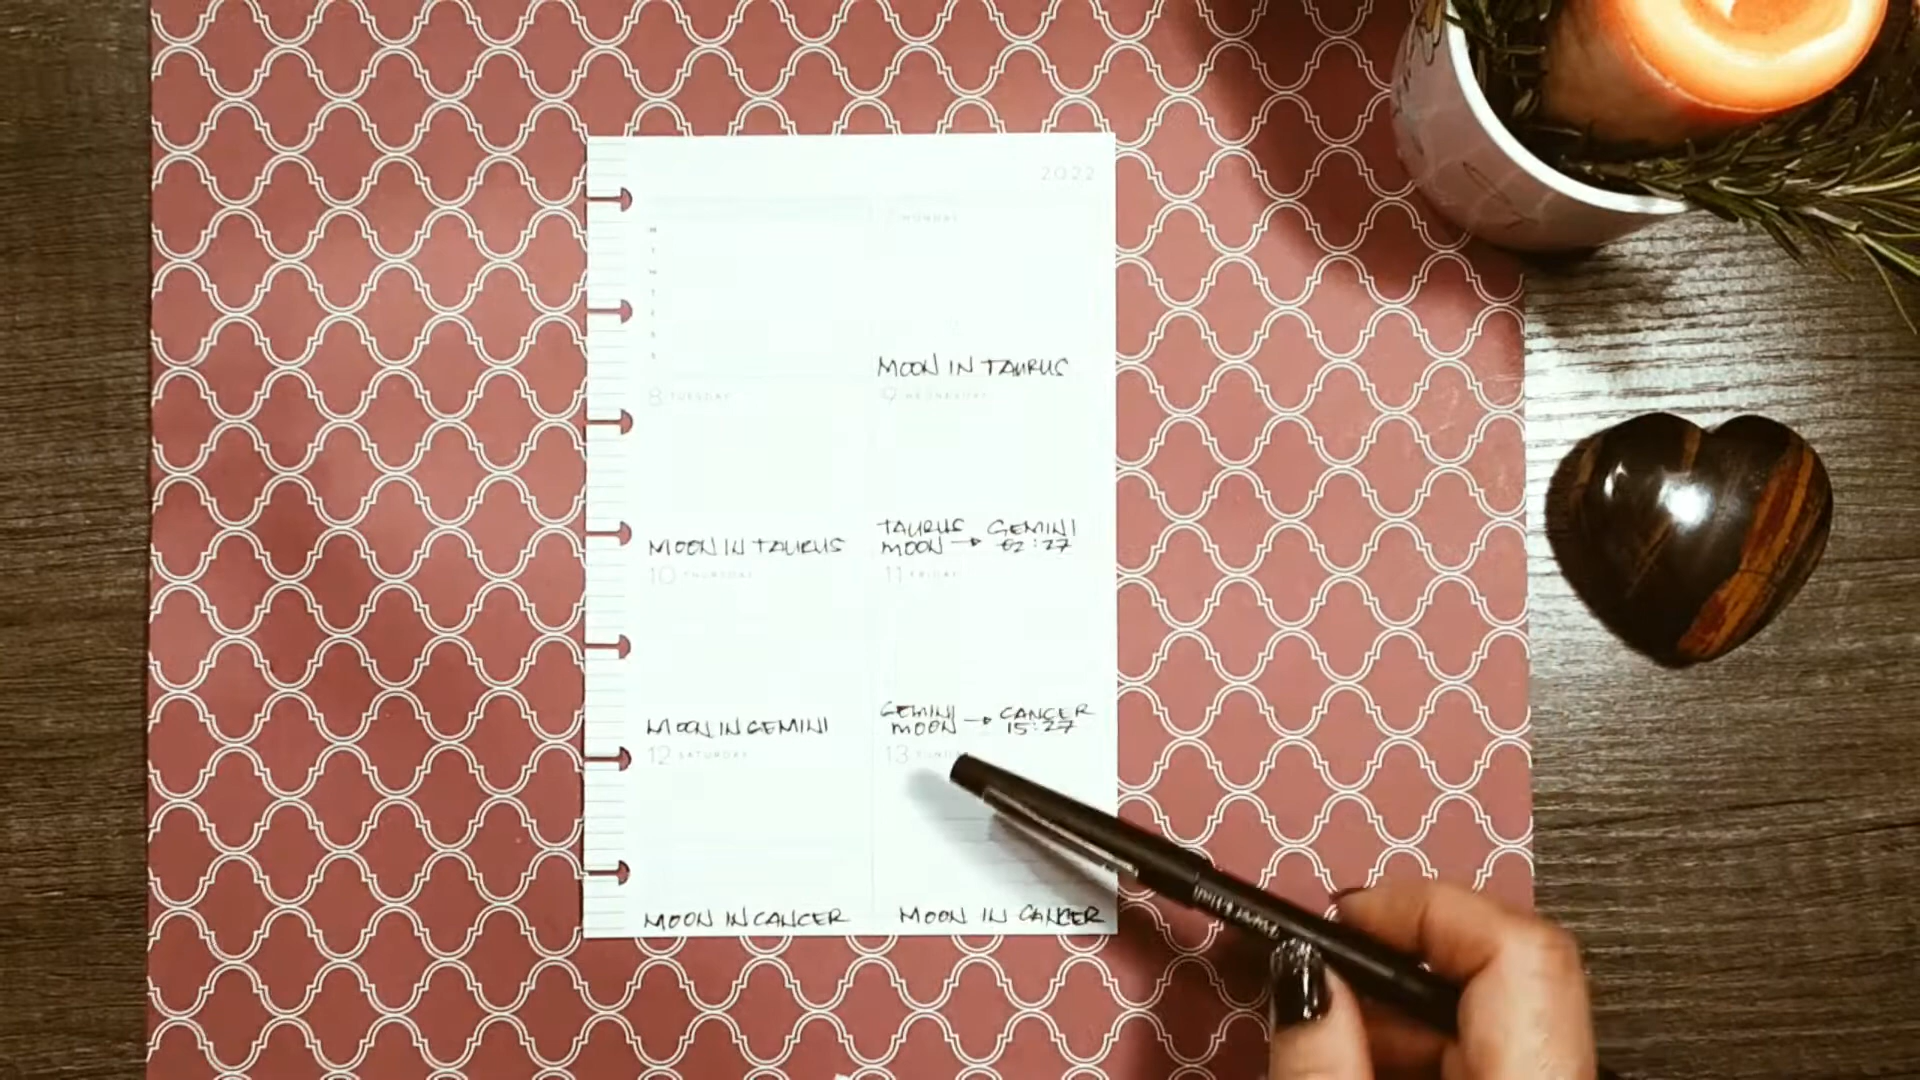 2022
7 MONDAY
MOON IN TAURUS
8 TUESDAY
MOON IN TAURUS
9 WEDNESDAY
TAURUS MOON → GEMINI 02:27
10 THURSDAY
MOON IN GEMINI
11 FRIDAY
GEMINI MOON → CANCER 15:27
12 SATURDAY
MOON IN CANCER
13 SUNDAY
MOON IN CANCER